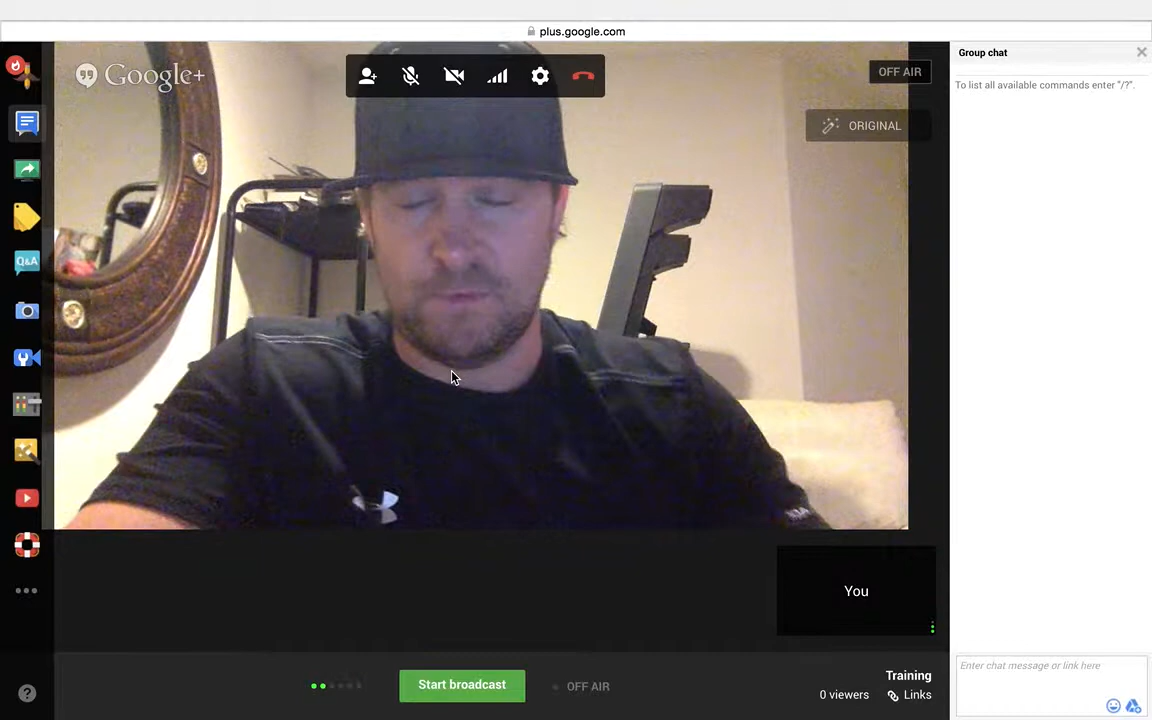 plus.google.com
Google+
OFF AIR
ORIGINAL
Group chat
To list all available commands enter "/?".
Q&A
You
Start broadcast
OFF AIR
Training
0 viewers
Links
Enter chat message or link here